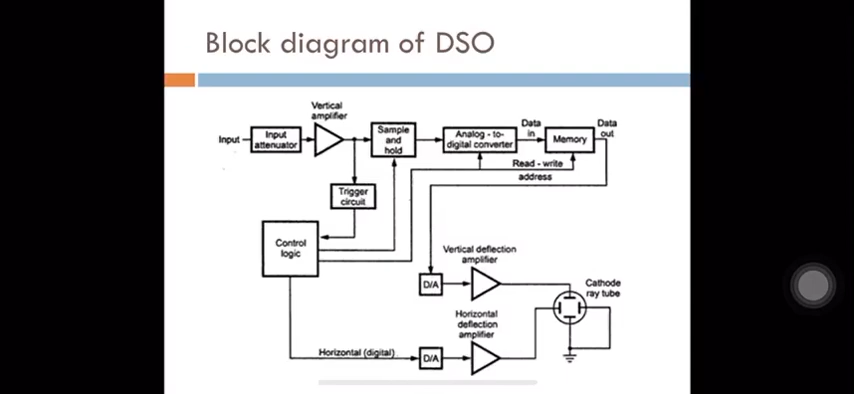 Block diagram of DSO
Vertical
amplifier
Input
Input
attenuator
Sample
and
hold
Analog - to-
digital converter
Data
in
Memory
Data
out
Read - write
address
Trigger
circuit
Control
logic
Vertical deflection
amplifier
D/A
Cathode
ray tube
Horizontal
deflection
amplifier
Horizontal (digital)
D/A